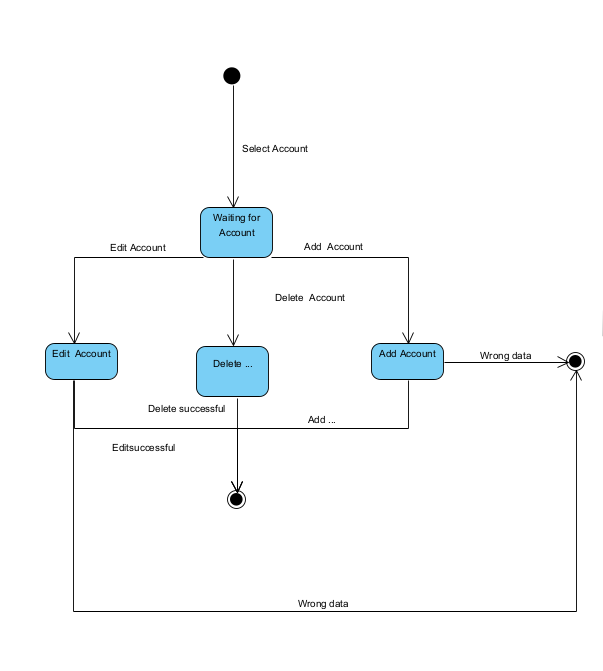 Select Account
Waiting for
Account
Edit Account
Add Account
Delete Account
Edit Account
Delete ...
Add Account
Wrong data
Delete successful
Add ...
Editsuccessful
Wrong data